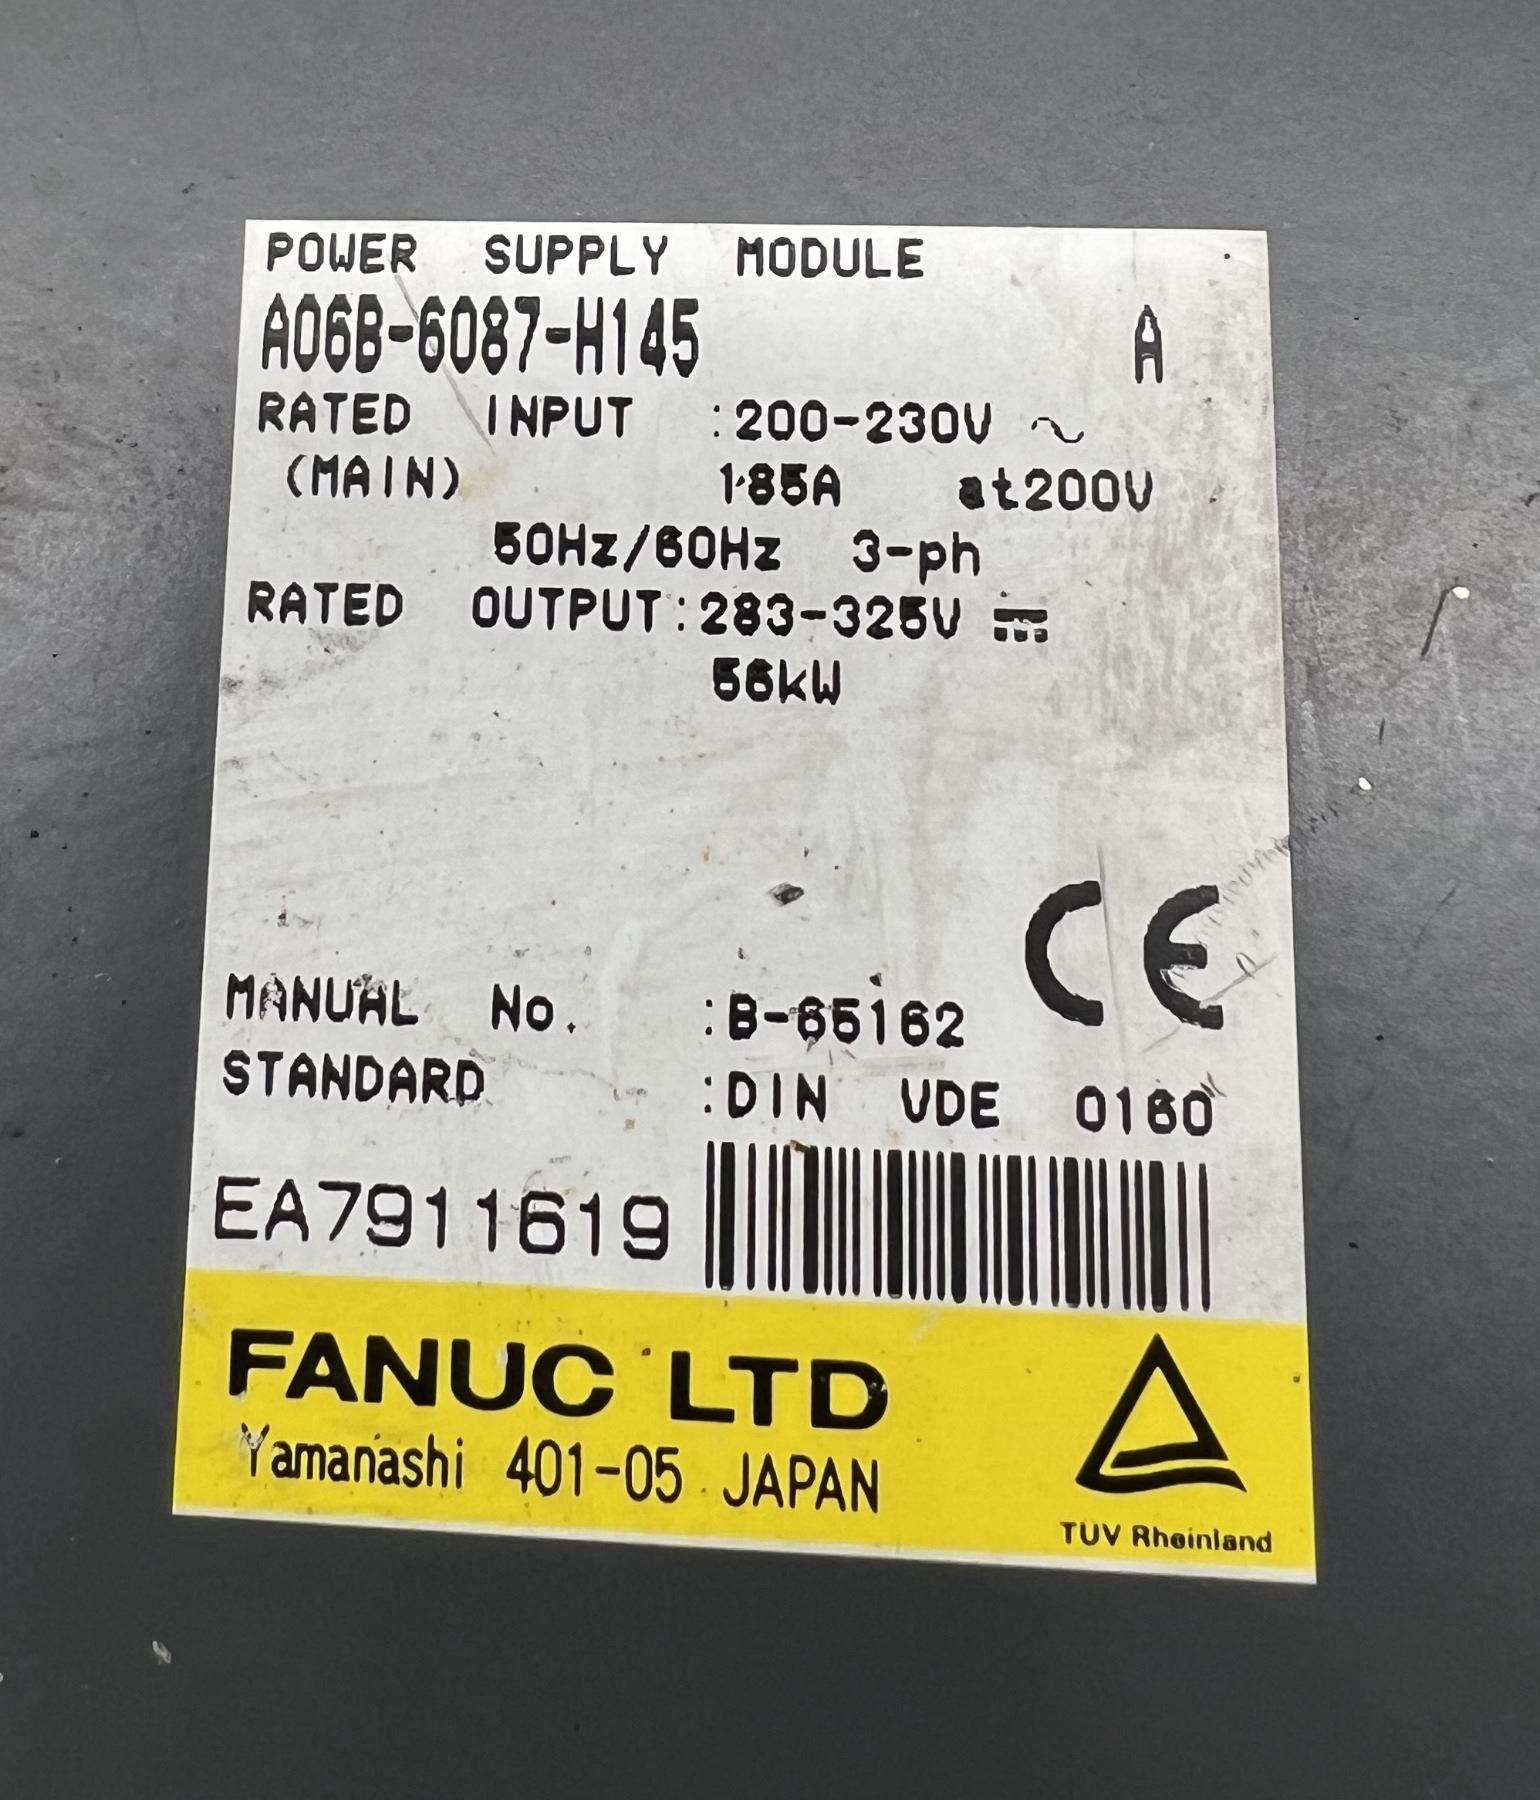 POWER SUPPLY MODULE
A06B-6087-H145 A
RATED INPUT :200-230V ~
(MAIN) 185A at200V
50Hz/60Hz 3-ph
RATED OUTPUT:283-325V ⎓
56kW
CE
MANUAL No. :B-65162
STANDARD :DIN VDE 0160
EA7911619
FANUC LTD
Yamanashi 401-05 JAPAN
TUV Rheinland